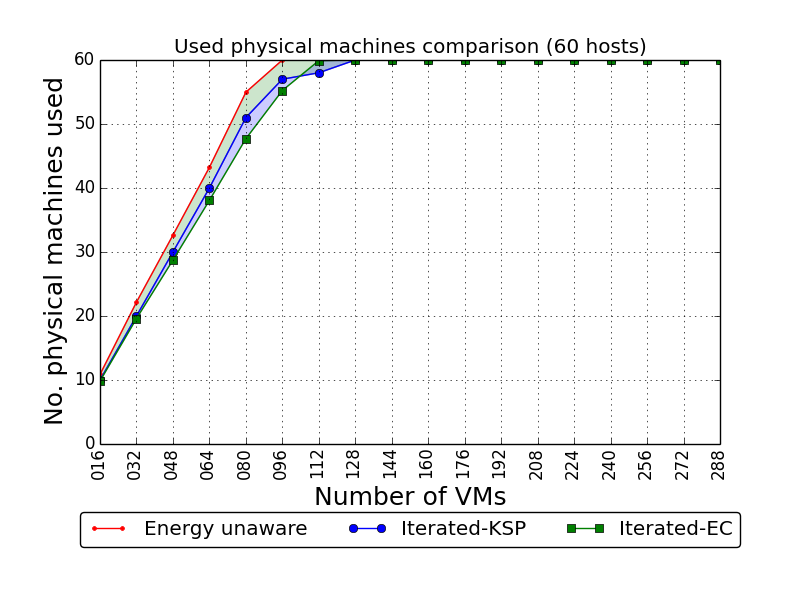 Used physical machines comparison (60 hosts)
No. physical machines used
60
50
40
30
20
10
0
016 032 048 064 080 096 112 128 144 160 176 192 208 224 240 256 272 288
Number of VMs
Energy unaware Iterated-KSP Iterated-EC